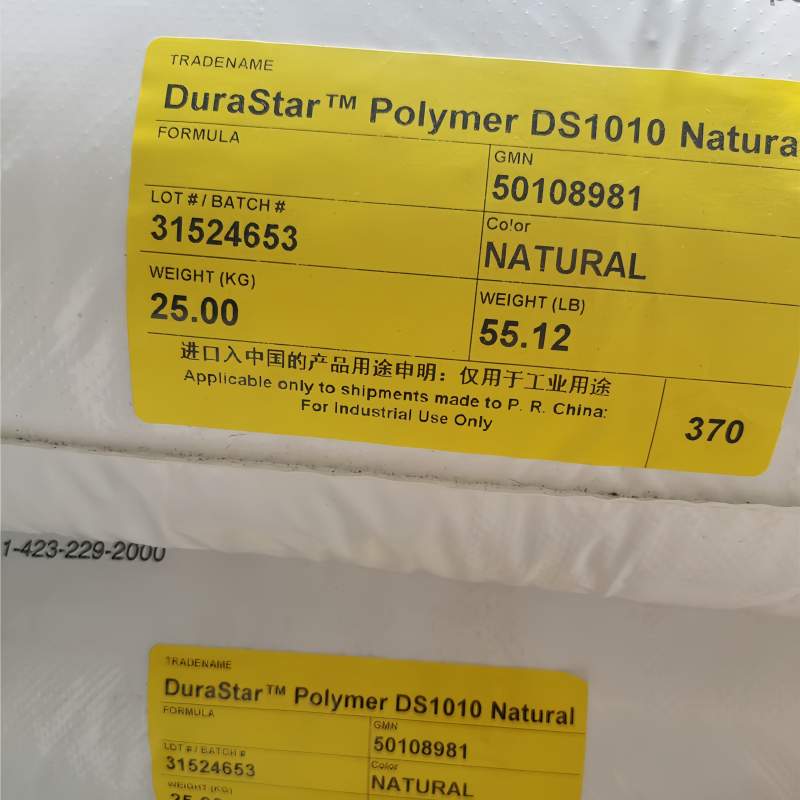 TRADENAME
DuraStar™ Polymer DS1010 Natura
FORMULA
GMN
50108981
LOT # / BATCH #
31524653
Color
NATURAL
WEIGHT (KG)
25.00
WEIGHT (LB)
55.12
进口入中国的产品用途申明：仅用于工业用途
Applicable only to shipments made to P. R. China:
For Industrial Use Only
370
1-423-229-2000
TRADENAME
DuraStar™ Polymer DS1010 Natural
FORMULA
GMN
50108981
LOT # / BATCH #
31524653
Color
NATURAL
WEIGHT (KG)